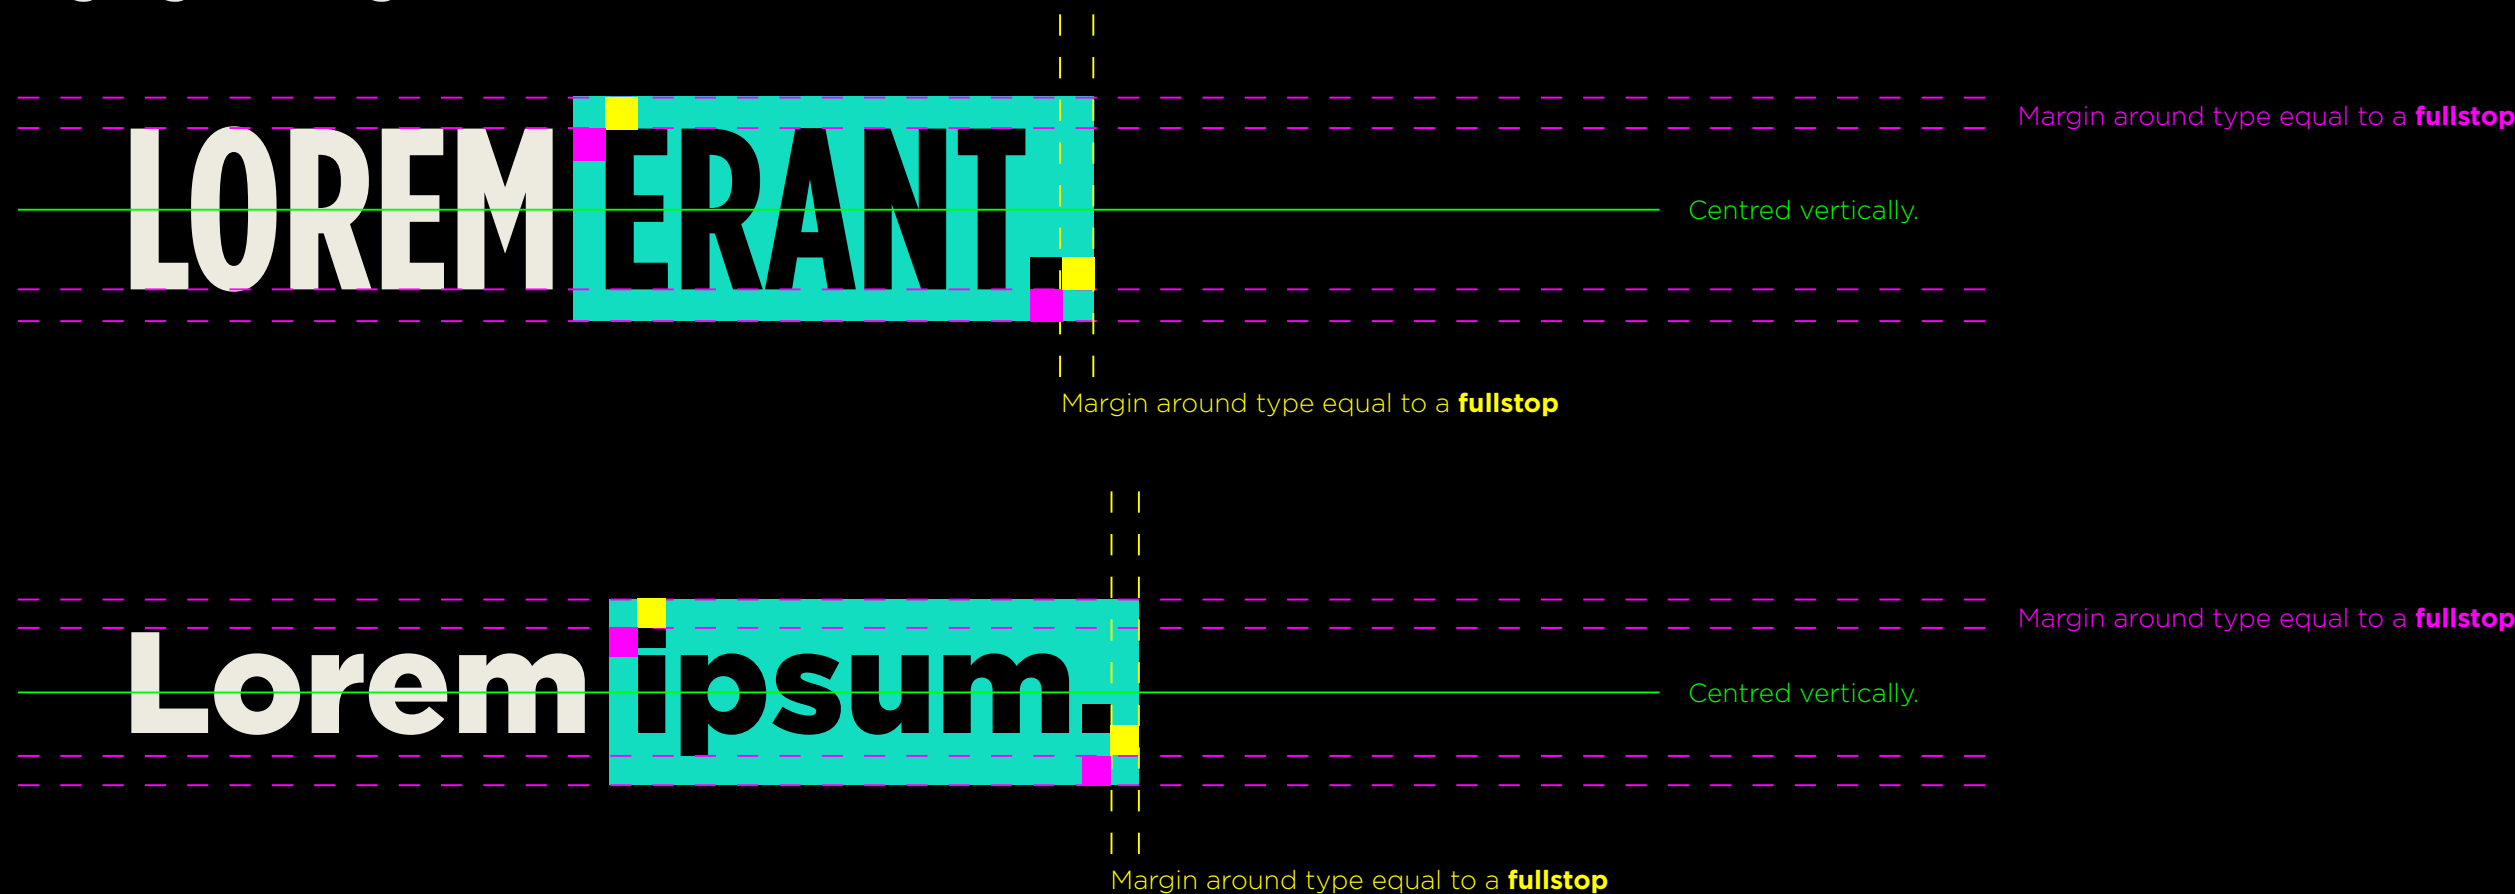 Margin around type equal to a fullstop
LOREM ERANT.
Centred vertically.
Margin around type equal to a fullstop
Margin around type equal to a fullstop
Lorem ipsum.
Centred vertically.
Margin around type equal to a fullstop